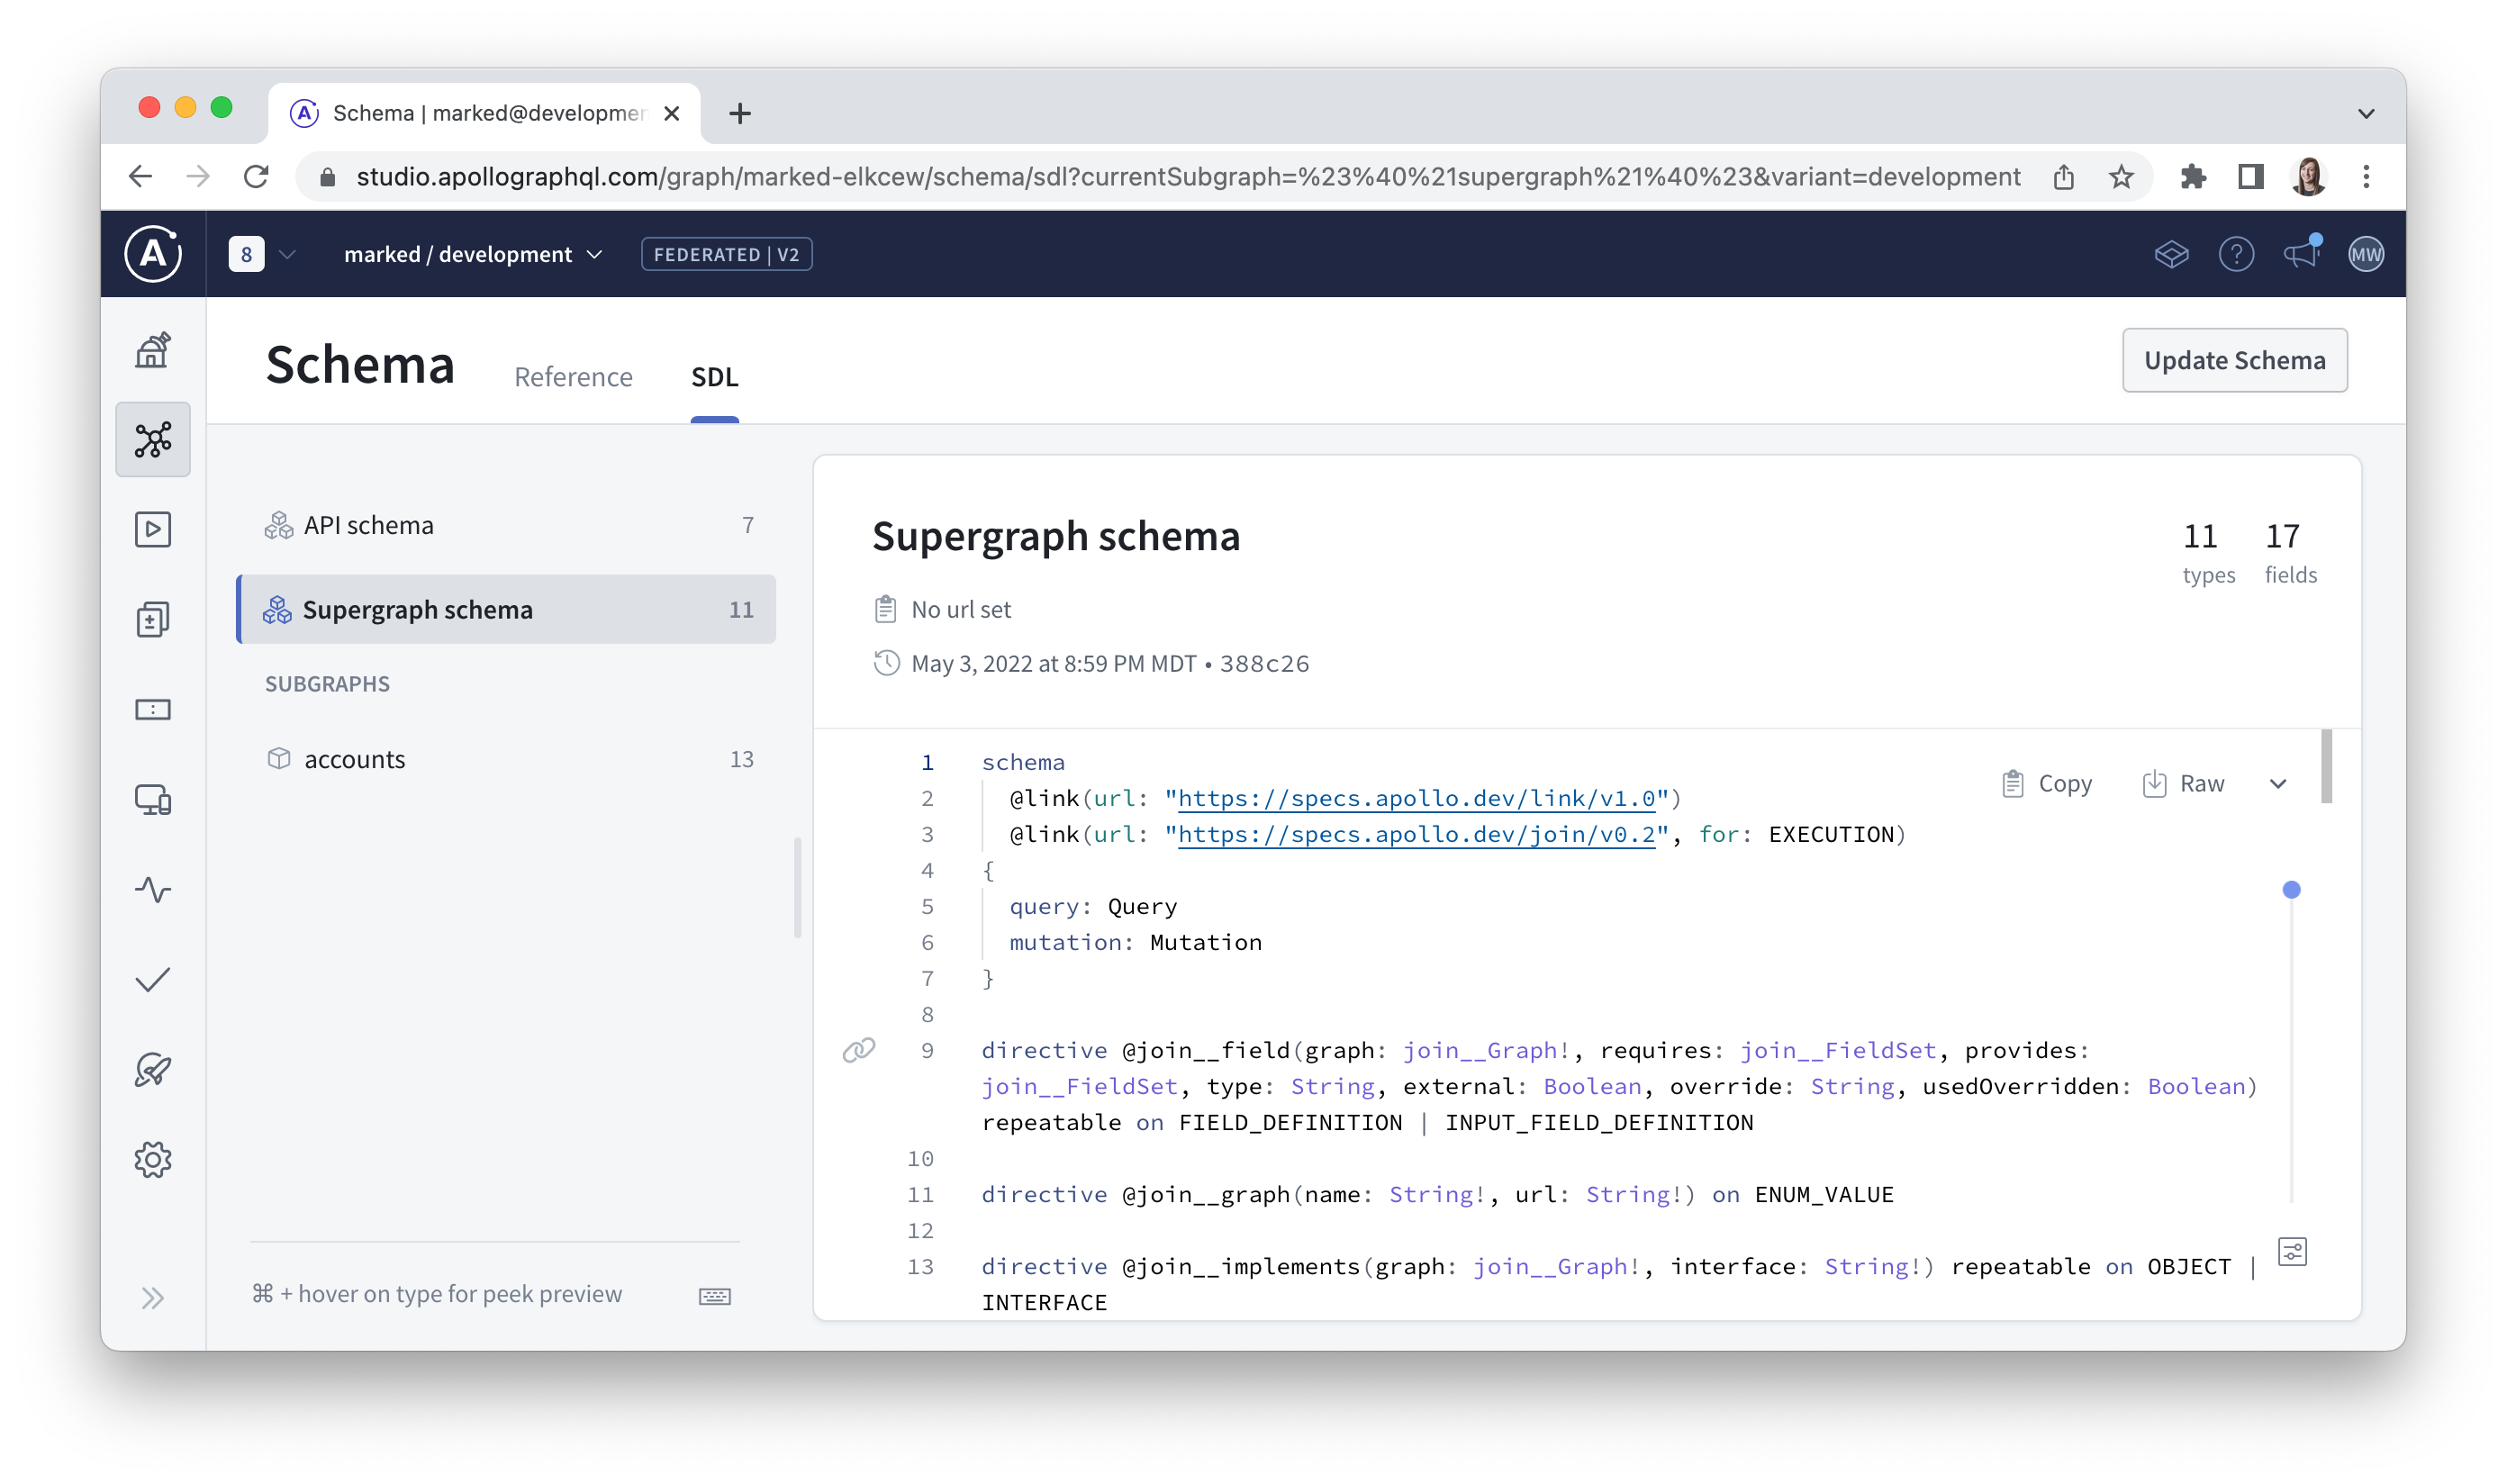 Schema | marked@developmen
studio.apollographql.com/graph/marked-elkcew/schema/sdl?currentSubgraph=%23%40%21supergraph%21%40%23&variant=development
A
8
marked / development
FEDERATED | V2
?
MW
Schema
Reference
SDL
Update Schema
API schema
7
Supergraph schema
11
SUBGRAPHS
accounts
13
⌘ + hover on type for peek preview
Supergraph schema
11
types
17
fields
No url set
May 3, 2022 at 8:59 PM MDT • 388c26
Copy
Raw
1 schema
2 @link(url: "https://specs.apollo.dev/link/v1.0")
3 @link(url: "https://specs.apollo.dev/join/v0.2", for: EXECUTION)
4 {
5 query: Query
6 mutation: Mutation
7 }
8
9 directive @join__field(graph: join__Graph!, requires: join__FieldSet, provides:
join__FieldSet, type: String, external: Boolean, override: String, usedOverridden: Boolean)
repeatable on FIELD_DEFINITION | INPUT_FIELD_DEFINITION
10
11 directive @join__graph(name: String!, url: String!) on ENUM_VALUE
12
13 directive @join__implements(graph: join__Graph!, interface: String!) repeatable on OBJECT |
INTERFACE